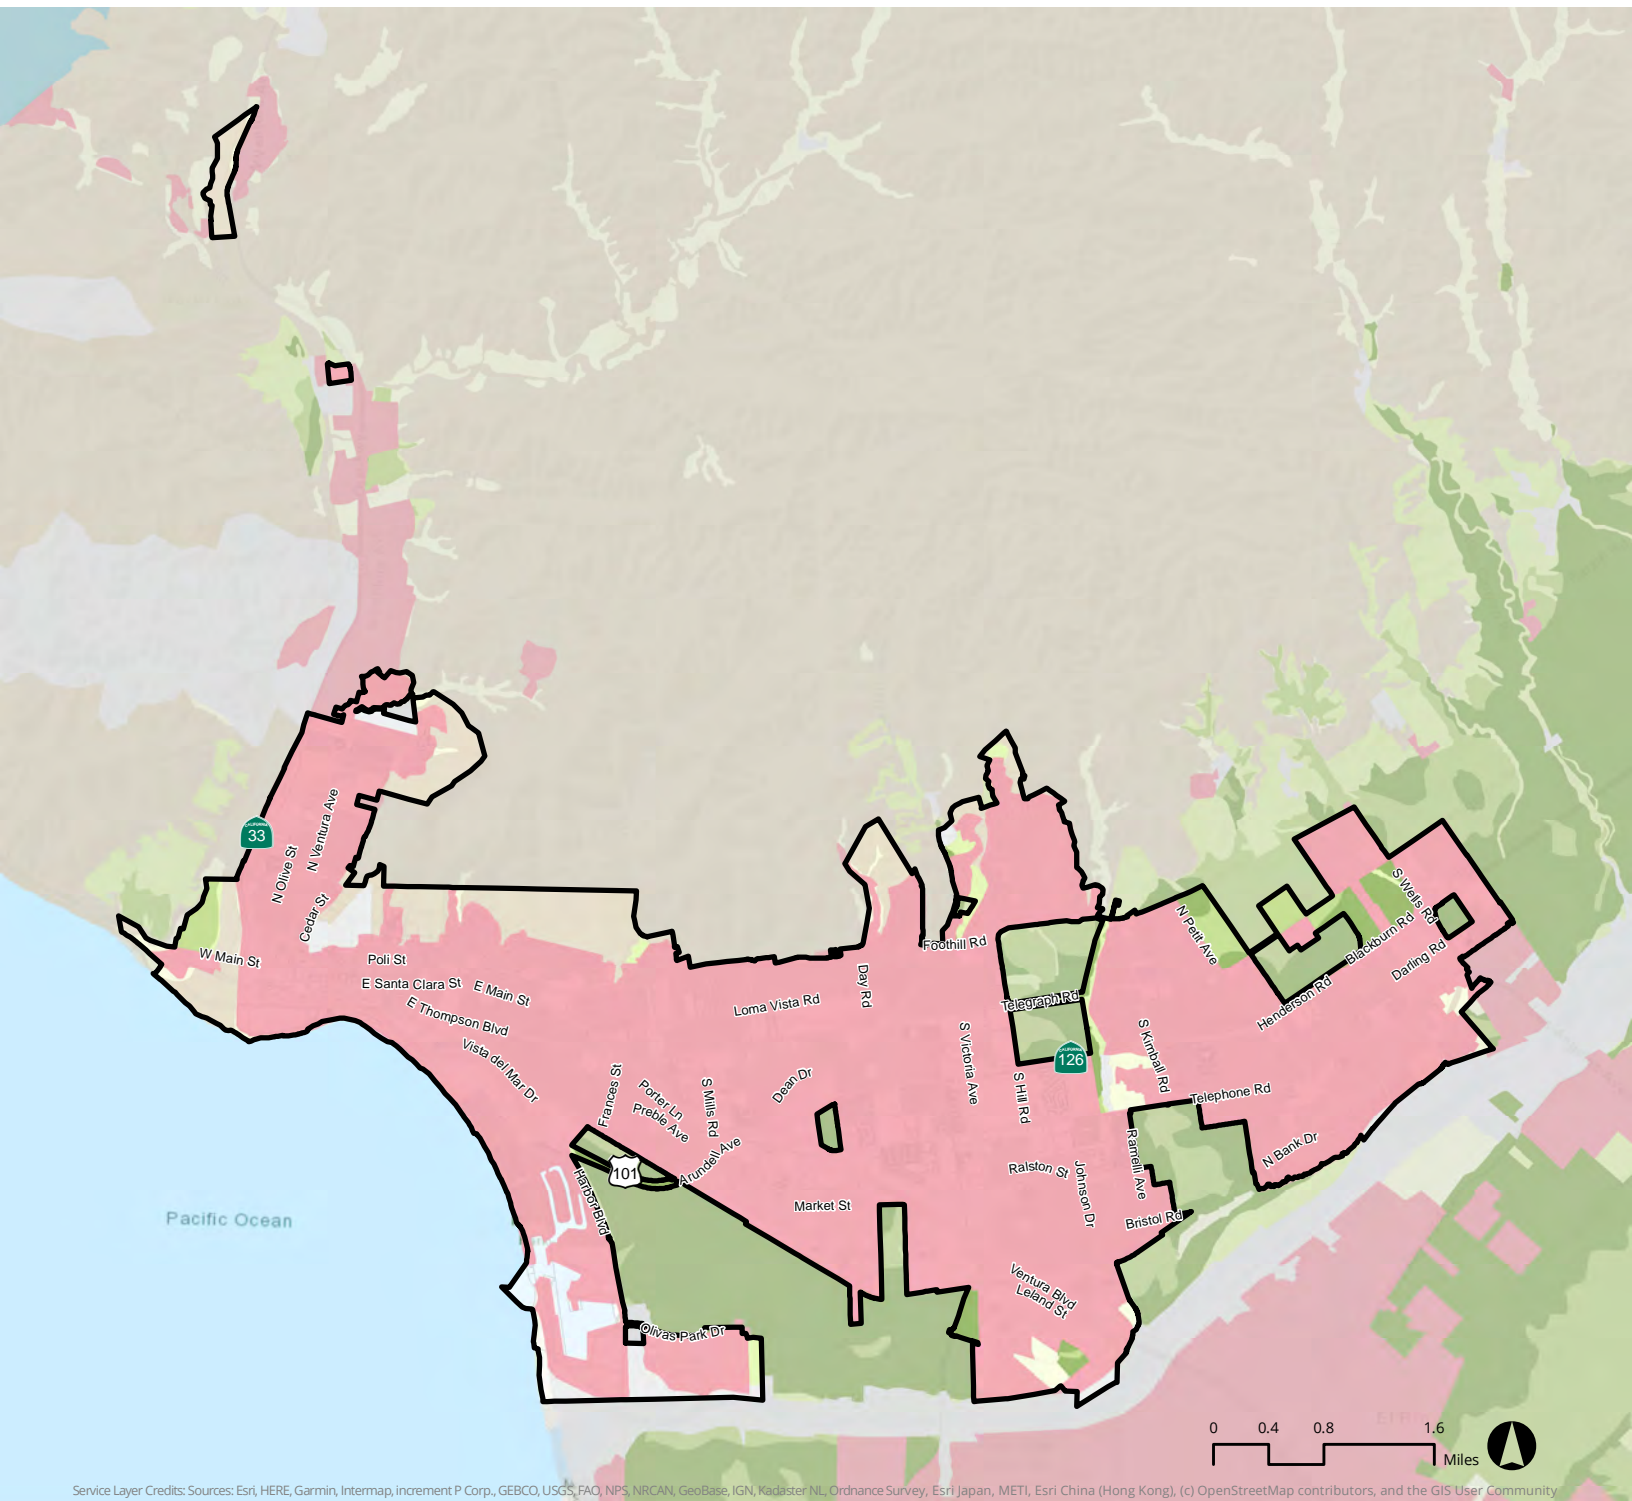 CALIFORNIA
33
N Ventura Ave
N Olive St
Cedar St
W Main St
Poli St
E Santa Clara St
E Main St
E Thompson Blvd
Vista del Mar Dr
Loma Vista Rd
Day Rd
Foothill Rd
Telegraph Rd
N Petit Ave
S Wells Rd
Blackburn Rd
Darling Rd
Henderson Rd
Frances St
Porter Ln
Preble Ave
S Mills Rd
Dean Dr
S Victoria Ave
S Hill Rd
CALIFORNIA
126
S Kimball Rd
Telephone Rd
Arundell Ave
101
Harbor Blvd
Ralston St
Johnson Dr
Ramelli Ave
N Bank Dr
Market St
Bristol Rd
Pacific Ocean
Ventura Blvd
Leland St
Olivas Park Dr
0 0.4 0.8 1.6
Miles
Service Layer Credits: Sources: Esri, HERE, Garmin, Intermap, increment P Corp., GEBCO, USGS, FAO, NPS, NRCAN, GeoBase, IGN, Kadaster NL, Ordnance Survey, Esri Japan, METI, Esri China (Hong Kong), (c) OpenStreetMap contributors, and the GIS User Community